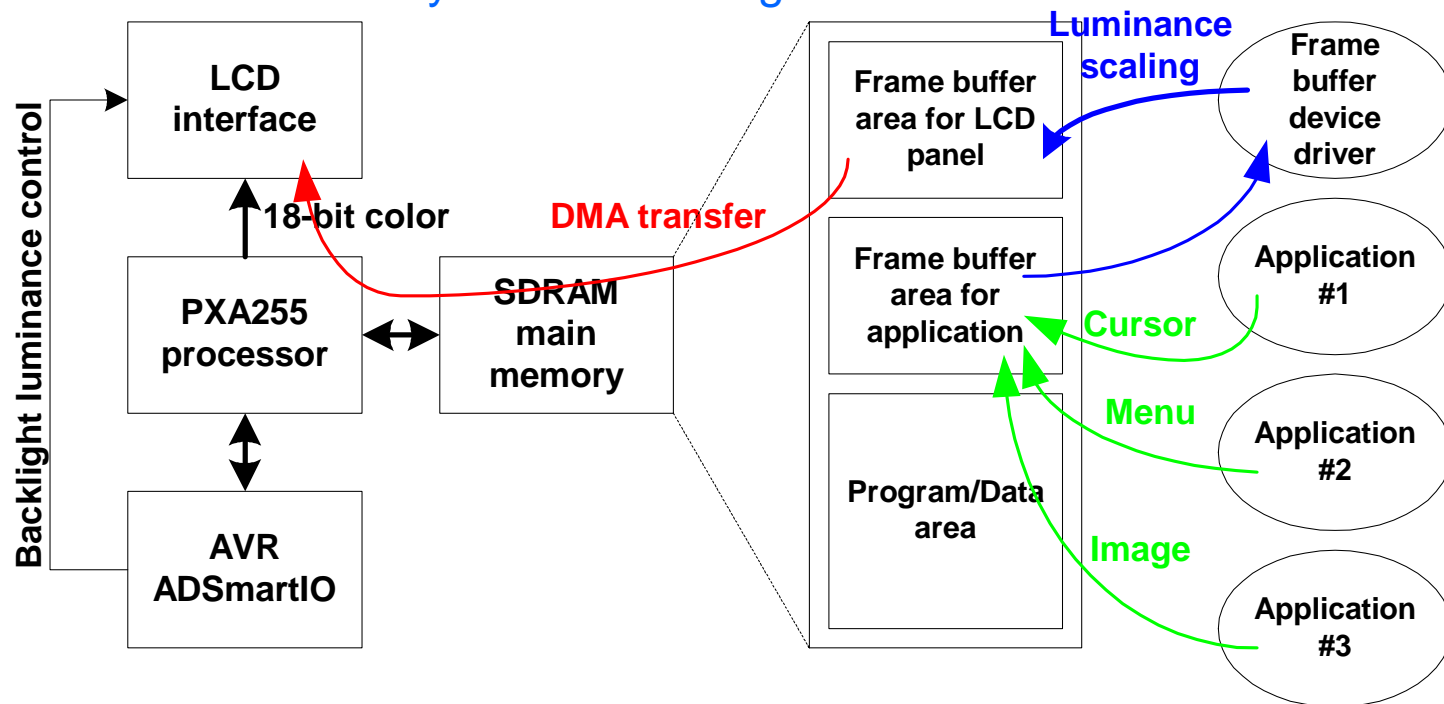 LCD
interface
Backlight luminance control
18-bit color
DMA transfer
PXA255
processor
SDRAM
main
memory
AVR
ADSmartIO
Frame buffer
area for LCD
panel
Frame buffer
area for
application
Program/Data
area
Luminance
scaling
Frame
buffer
device
driver
Cursor
Application
#1
Menu
Application
#2
Image
Application
#3